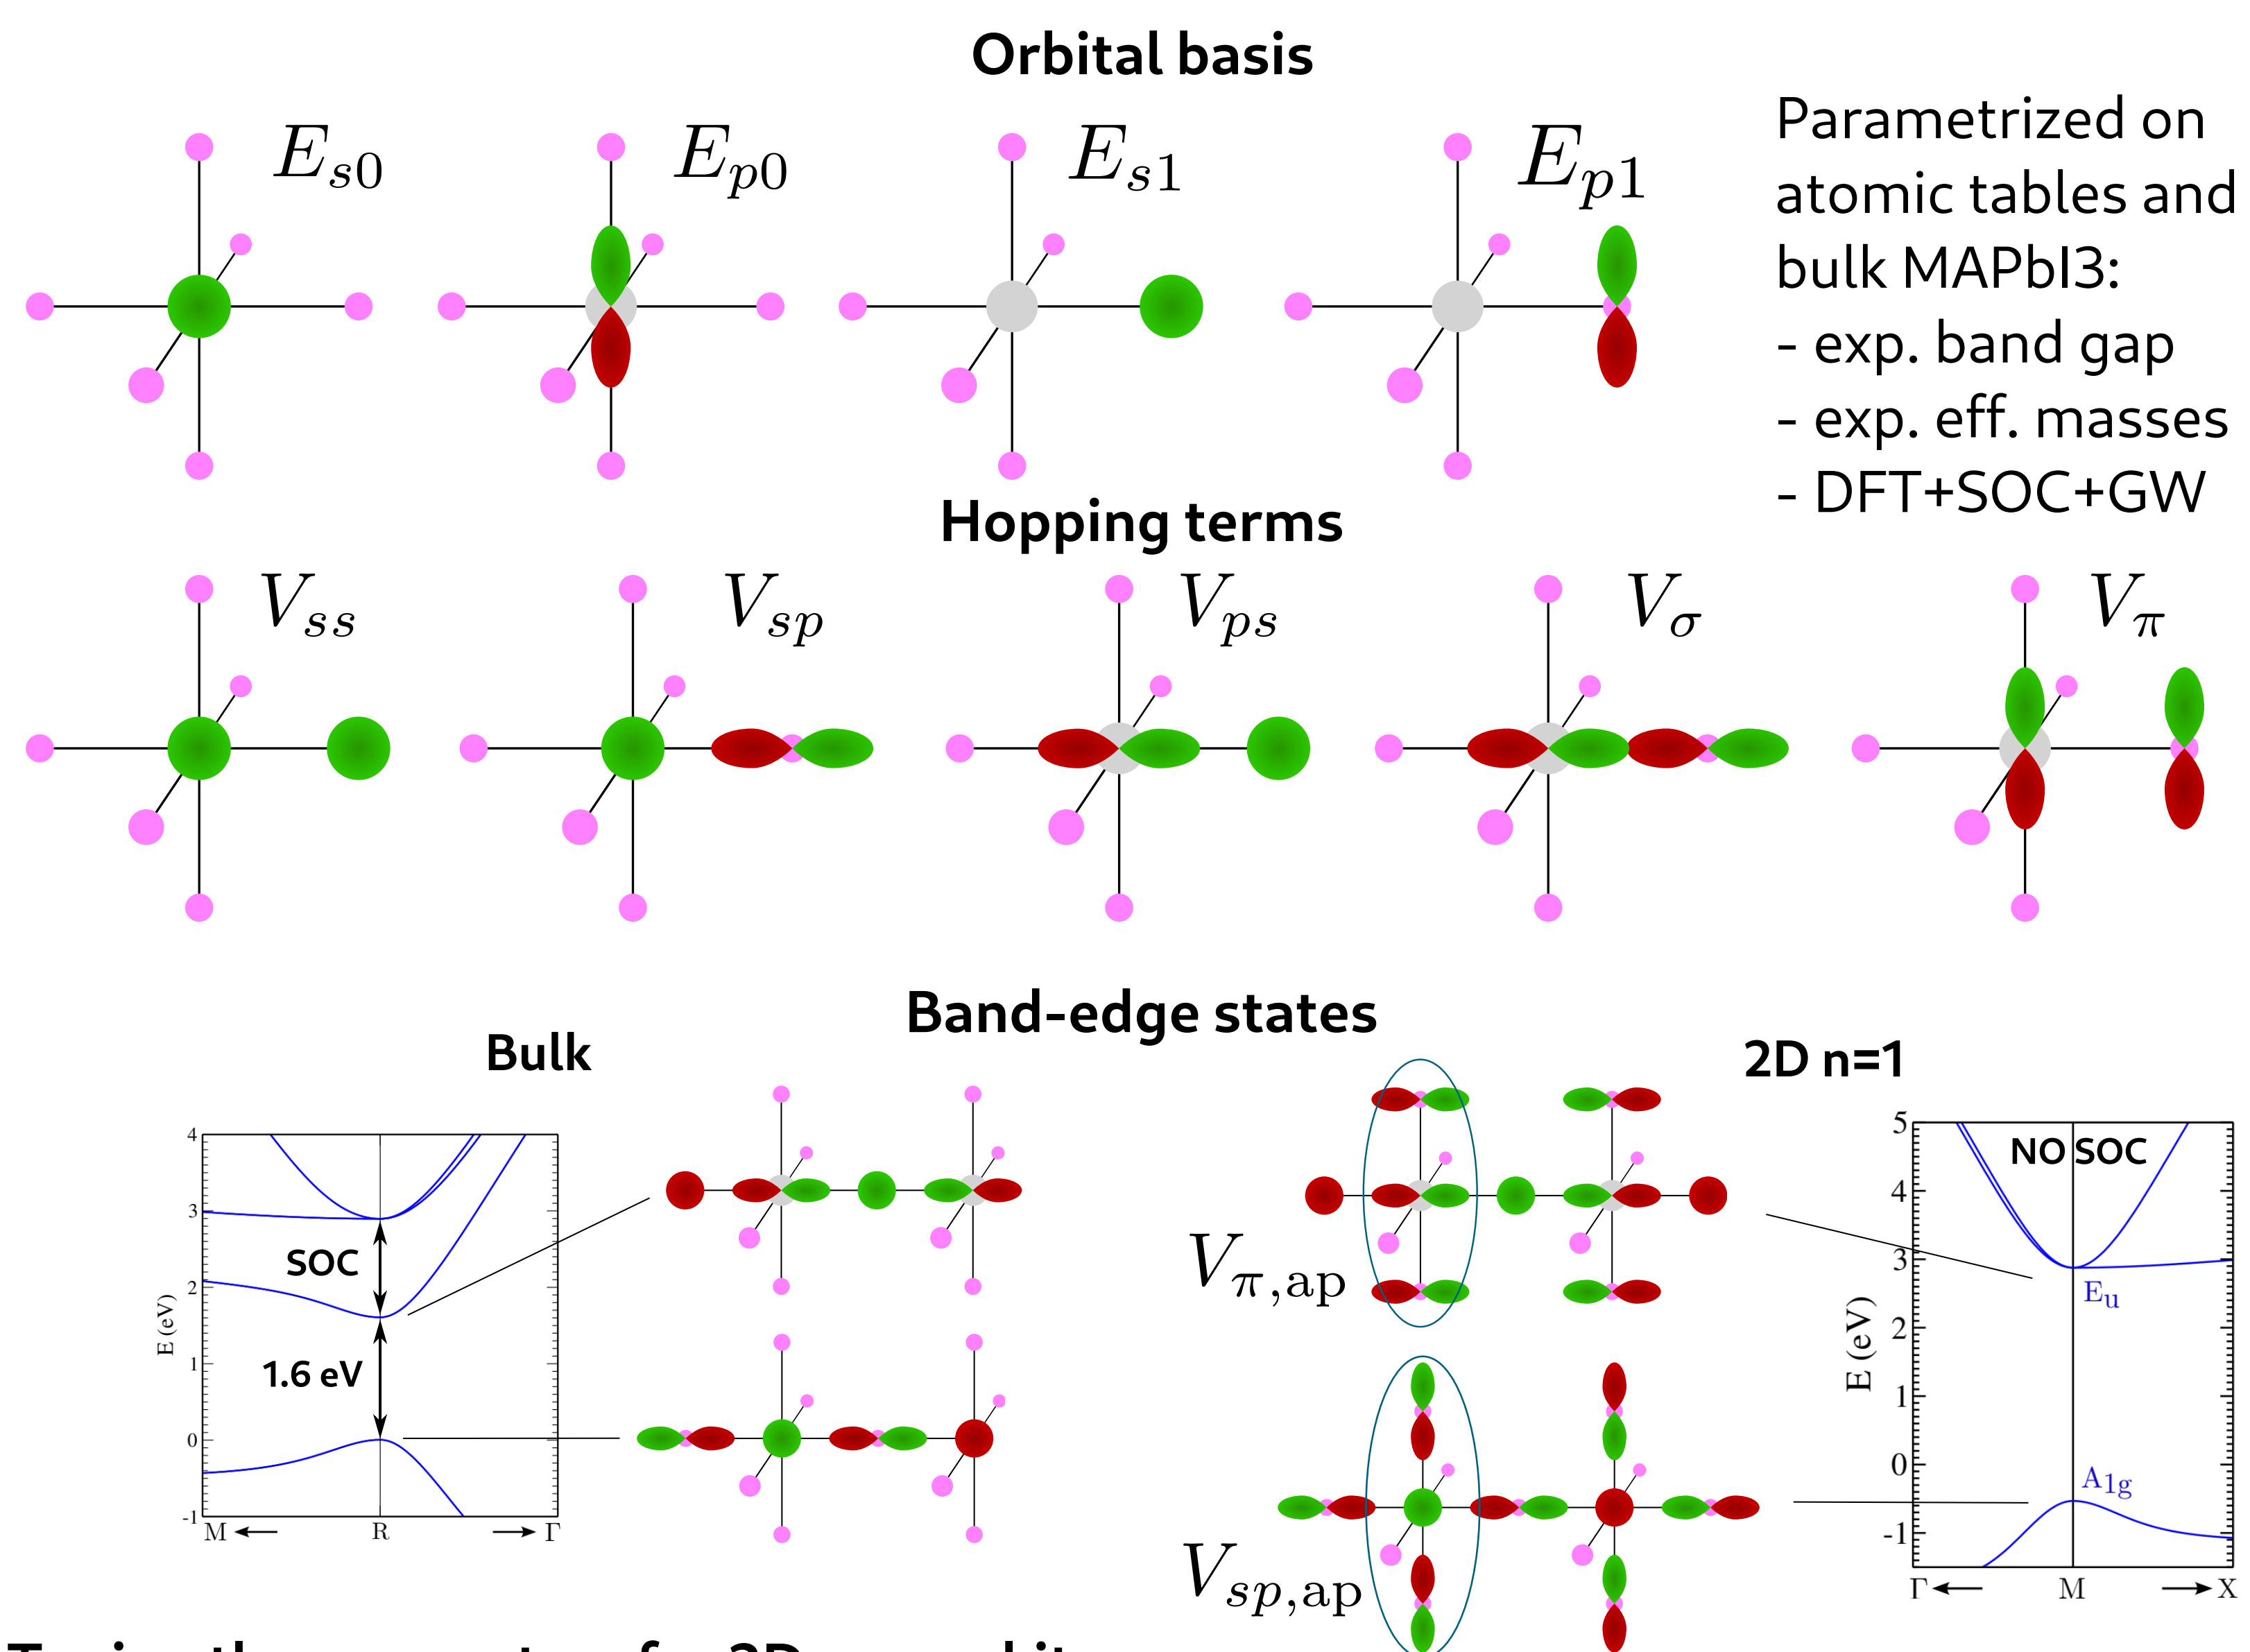 Orbital basis
E_{s0}
E_{p0}
E_{s1}
E_{p1}
Parametrized on
atomic tables and
bulk MAPbI3:
- exp. band gap
- exp. eff. masses
- DFT+SOC+GW
Hopping terms
V_{ss}
V_{sp}
V_{ps}
V_σ
V_π
Band-edge states
Bulk
4
3
2
1
0
-1
E (eV)
SOC
1.6 eV
M
R
Γ
V_{π,ap}
V_{sp,ap}
2D n=1
NO SOC
5
4
3
2
1
0
-1
E (eV)
E_u
A_{1g}
Γ
M
X